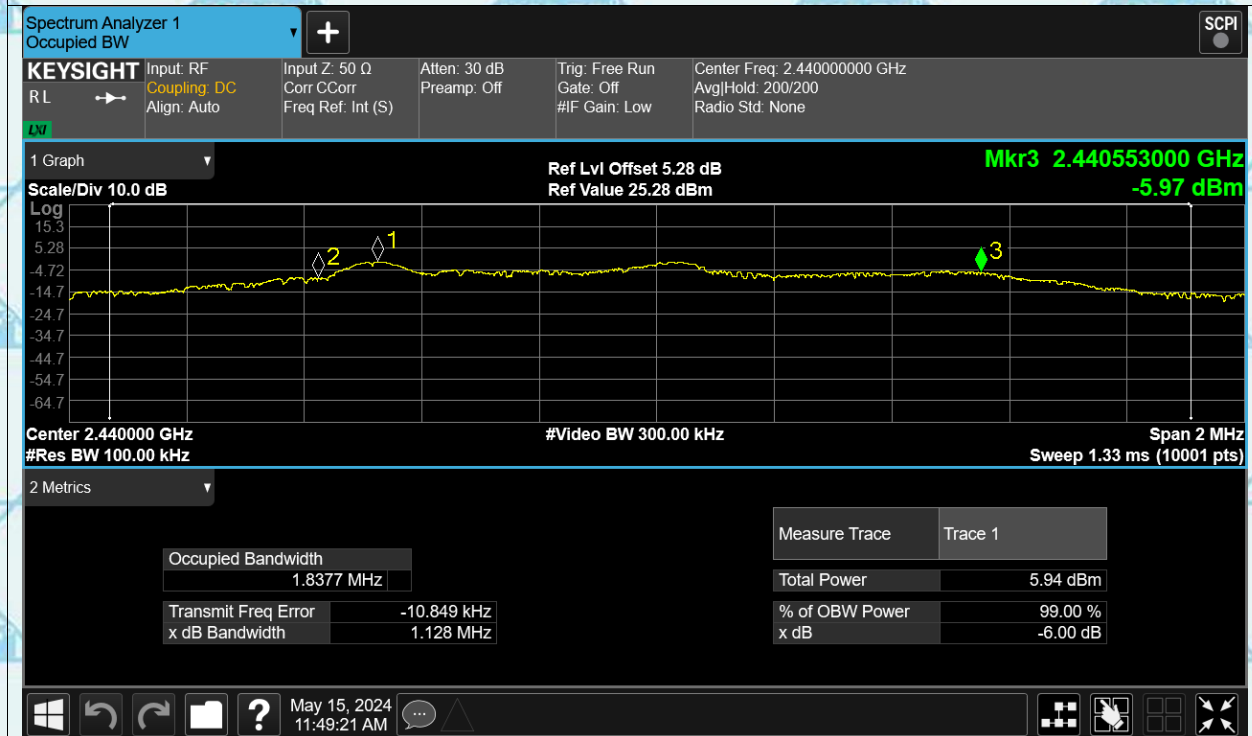 Spectrum Analyzer 1
Occupied BW
+
SCPI
KEYSIGHT
RL
LXI
Input: RF
Coupling: DC
Align: Auto
Input Z: 50 Ω
Corr CCorr
Freq Ref: Int (S)
Atten: 30 dB
Preamp: Off
Trig: Free Run
Gate: Off
#IF Gain: Low
Center Freq: 2.440000000 GHz
Avg|Hold: 200/200
Radio Std: None
1 Graph
Scale/Div 10.0 dB
Ref Lvl Offset 5.28 dB
Ref Value 25.28 dBm
Mkr3 2.440553000 GHz
-5.97 dBm
Log
15.3
5.28
-4.72
-14.7
-24.7
-34.7
-44.7
-54.7
-64.7
2
1
3
Center 2.440000 GHz
#Video BW 300.00 kHz
Span 2 MHz
#Res BW 100.00 kHz
Sweep 1.33 ms (10001 pts)
2 Metrics
Occupied Bandwidth
1.8377 MHz
Transmit Freq Error -10.849 kHz
x dB Bandwidth 1.128 MHz
Measure Trace Trace 1
Total Power 5.94 dBm
% of OBW Power 99.00 %
x dB -6.00 dB
?
May 15, 2024
11:49:21 AM